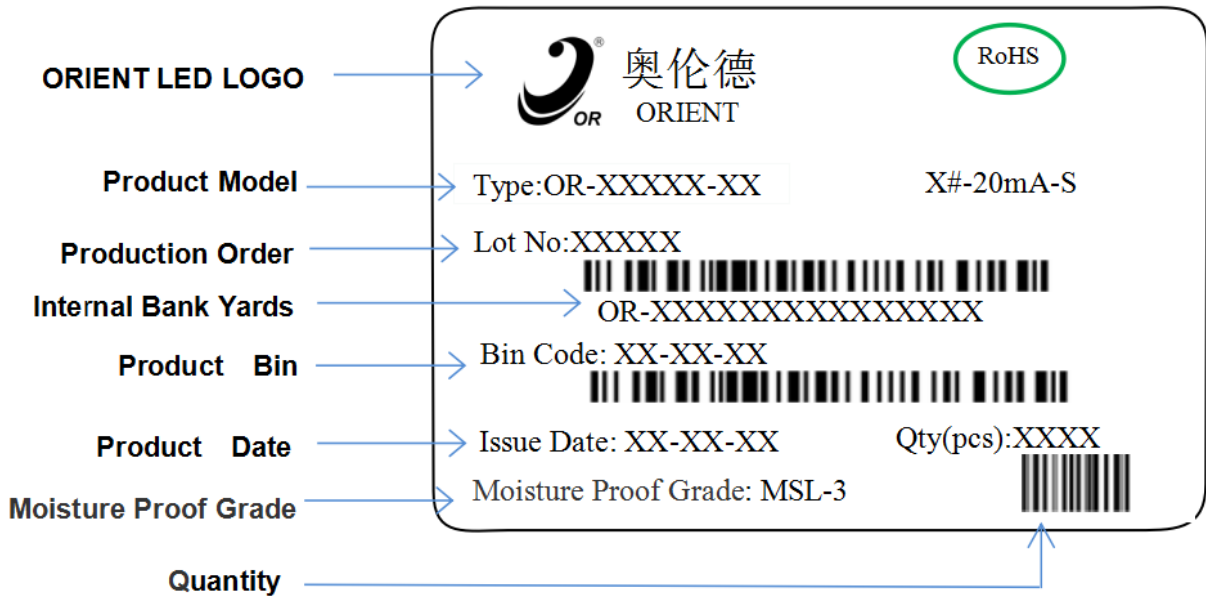 奥伦德
RoHS
ORIENT LED LOGO
®
OR
ORIENT
Product Model
Type:OR-XXXXX-XX
X#-20mA-S
Production Order
Lot No:XXXXX
Internal Bank Yards
OR-XXXXXXXXXXXXXXX
Product Bin
Bin Code: XX-XX-XX
Product Date
Issue Date: XX-XX-XX
Qty(pcs):XXXX
Moisture Proof Grade
Moisture Proof Grade: MSL-3
Quantity